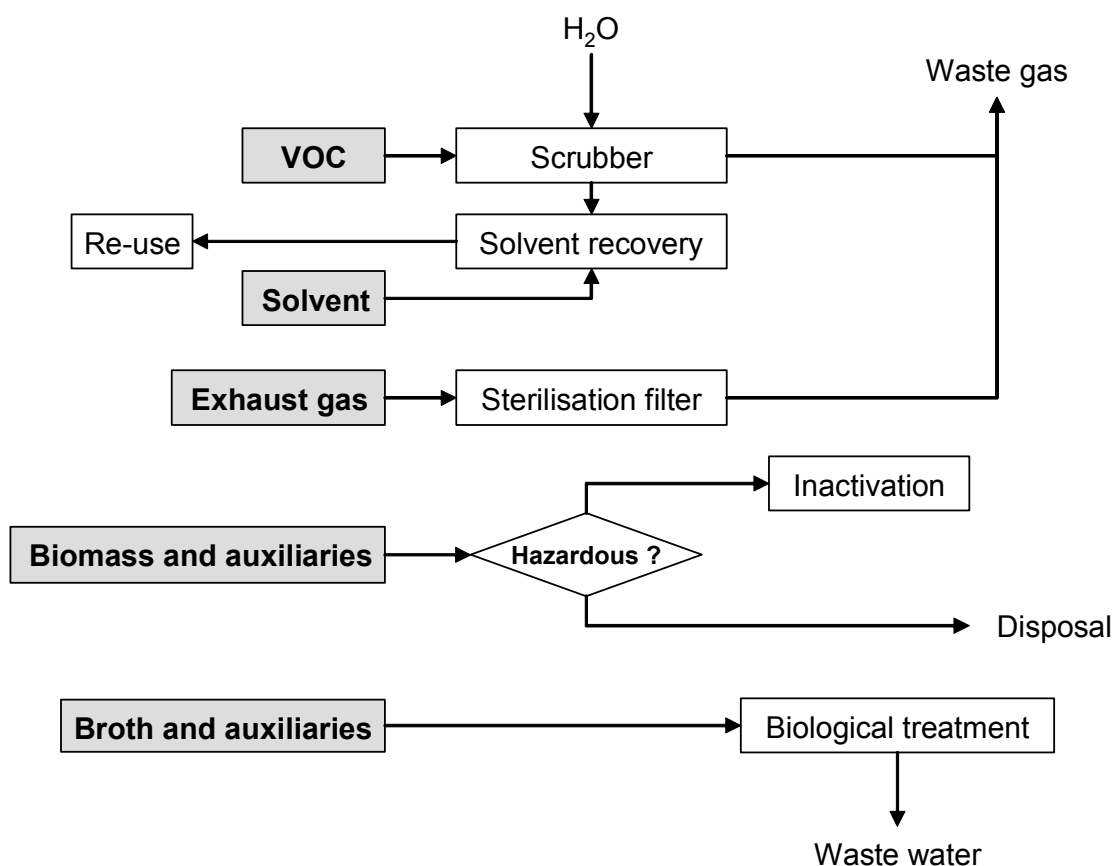 H₂O
Waste gas
VOC
Scrubber
Re-use
Solvent recovery
Solvent
Exhaust gas
Sterilisation filter
Inactivation
Biomass and auxiliaries
Hazardous ?
Disposal
Broth and auxiliaries
Biological treatment
Waste water